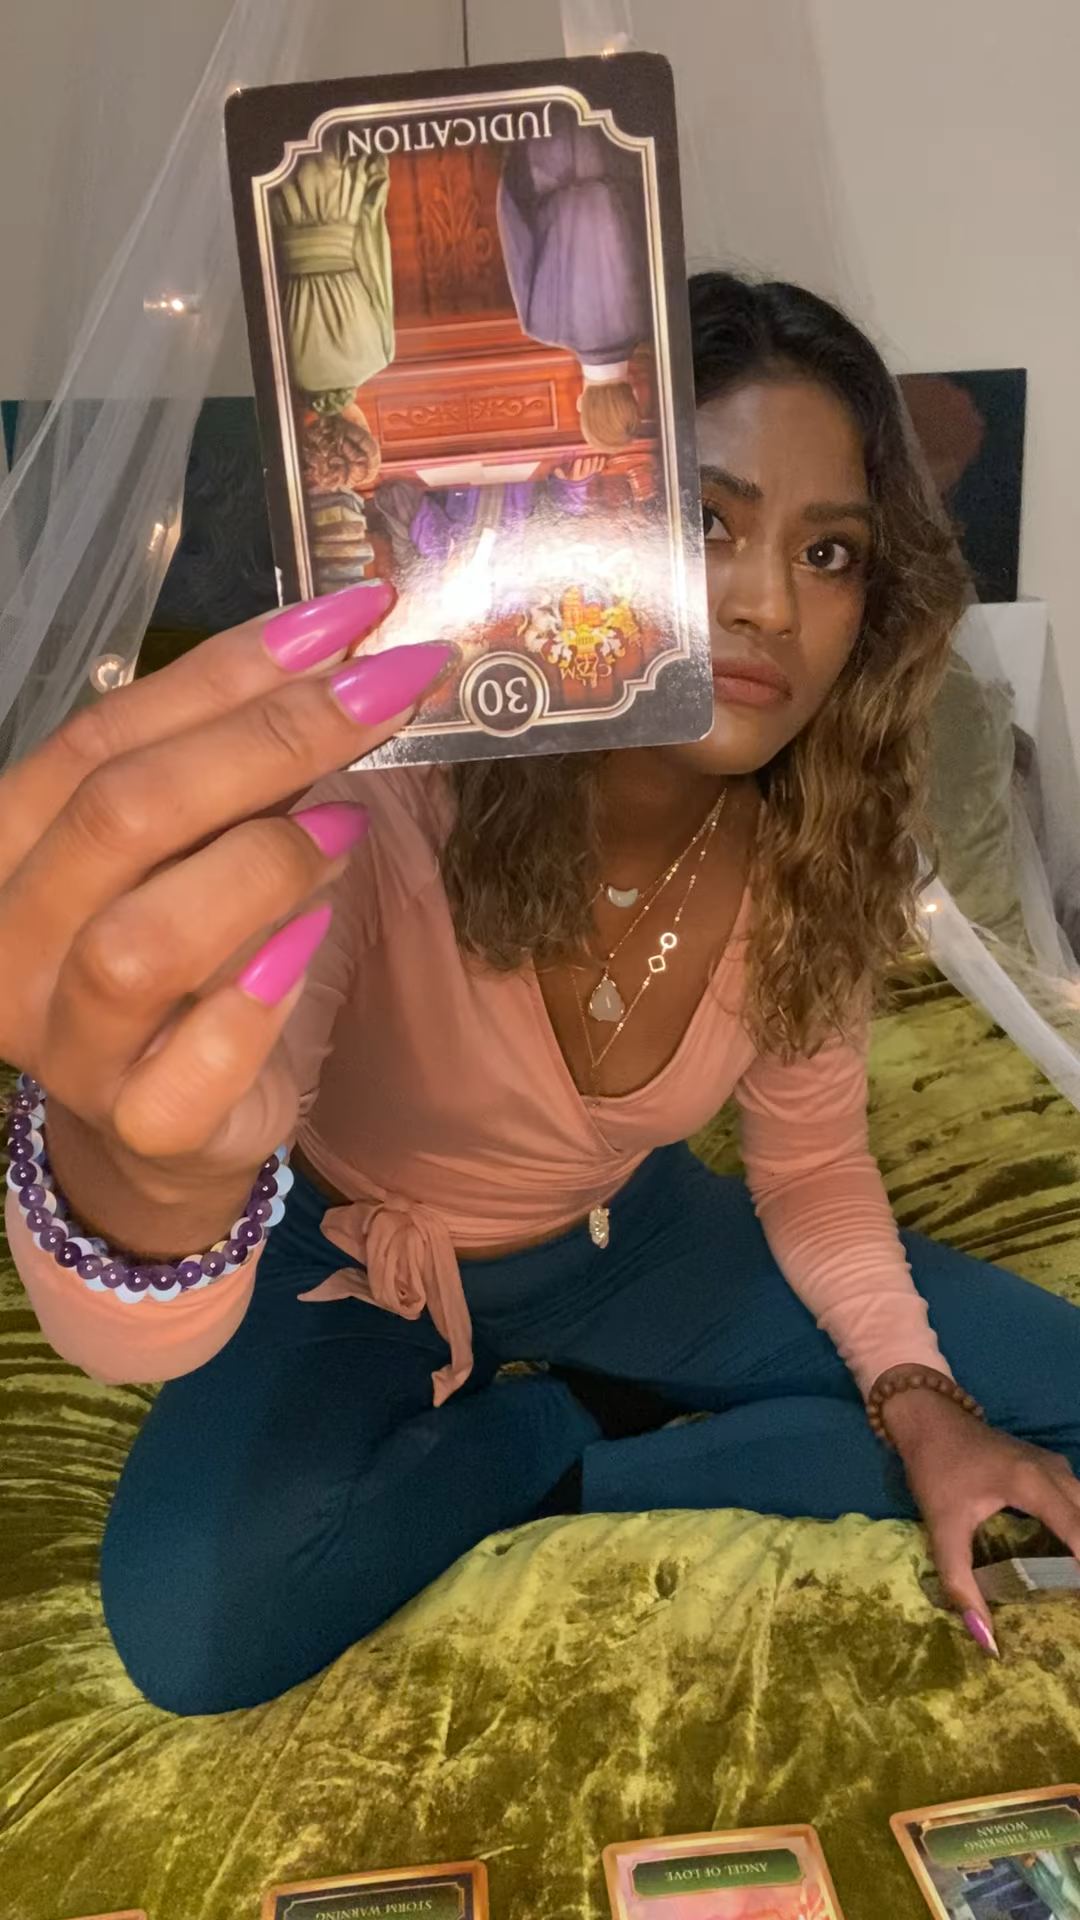 JUDICATION
30
STORM WARNING
ANGEL OF LOVE
THE THINKING
WOMAN